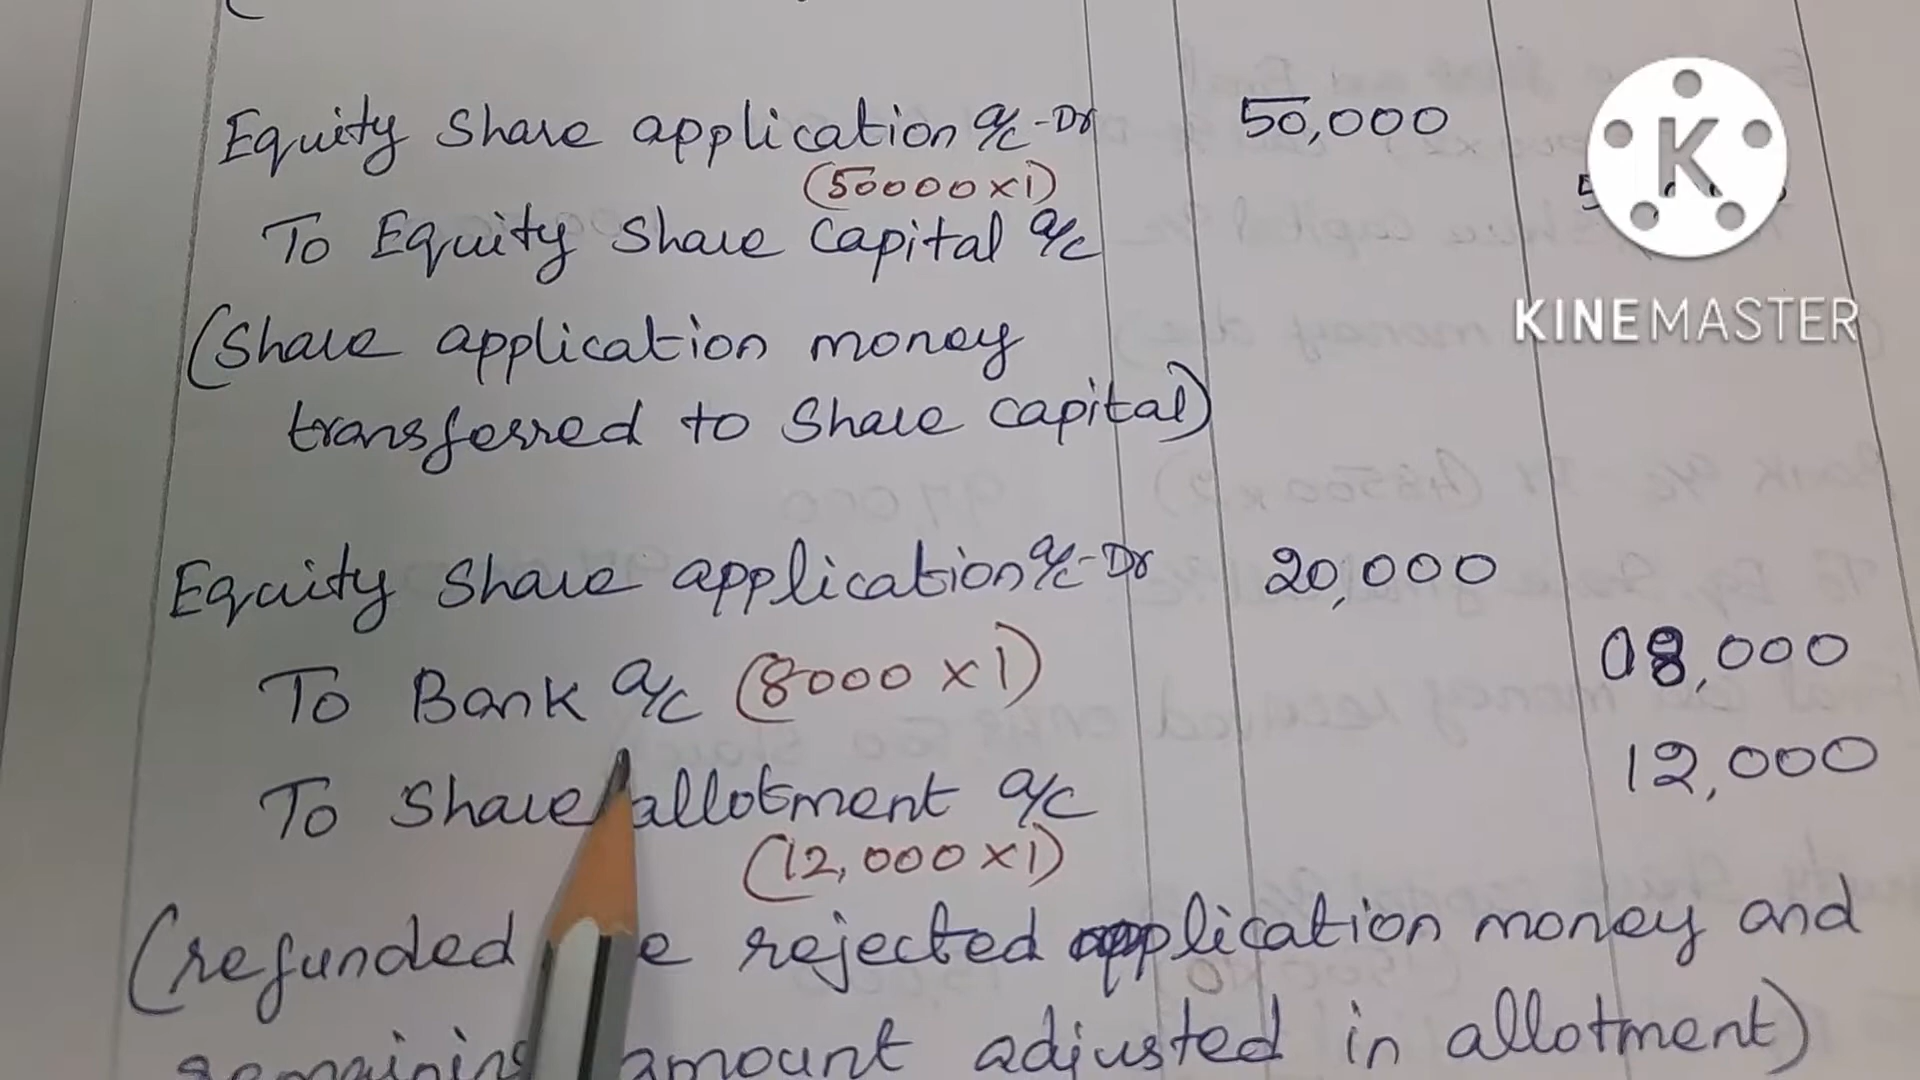 Equity Share application a/c - Dr 50,000
(50000 x 1)
To Equity Share Capital a/c
(Share application money
transferred to Share capital)
KINEMASTER
Equity Share application a/c - Dr 20,000
To Bank a/c (8000 x 1) 08,000
To Share allotment a/c 12,000
(12,000 x 1)
(refunded rejected application money and
remaining amount adjusted in allotment)